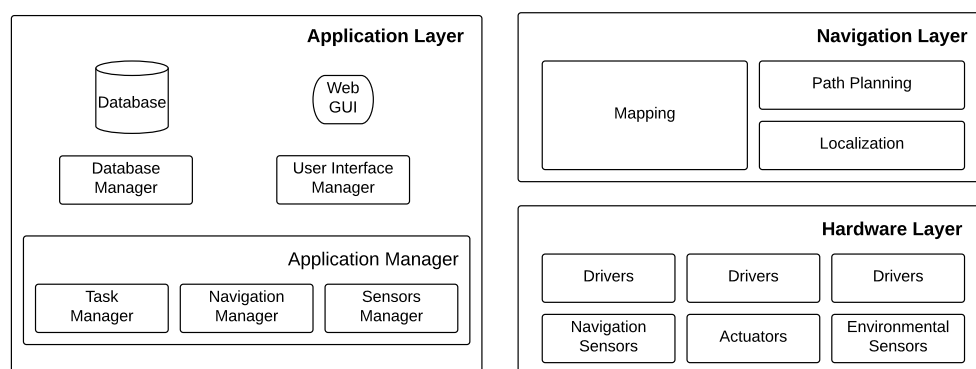 Application Layer
Database
Web
GUI
Database
Manager
User Interface
Manager
Application Manager
Task
Manager
Navigation
Manager
Sensors
Manager
Navigation Layer
Mapping
Path Planning
Localization
Hardware Layer
Drivers
Drivers
Drivers
Navigation
Sensors
Actuators
Environmental
Sensors